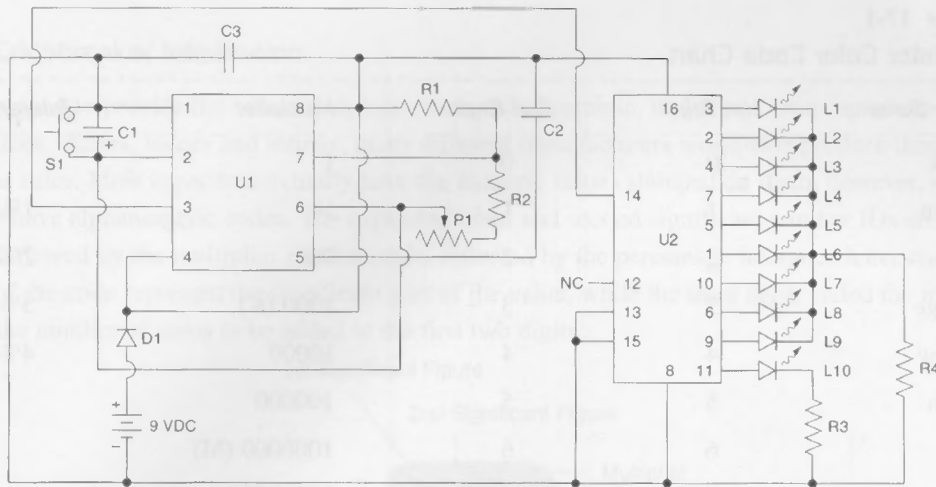 C3
1 8 R1 C2 3 L1
C1 2 L2
S1 + 4 L3
2 7 7 L4
U1 14 5 L5
3 6 P1 R2 U2 1 L6
4 5 NC 12 10 L7
13 6 L8
D1 15 9 L9
8 11 L10
R4
+
9 VDC R3
-